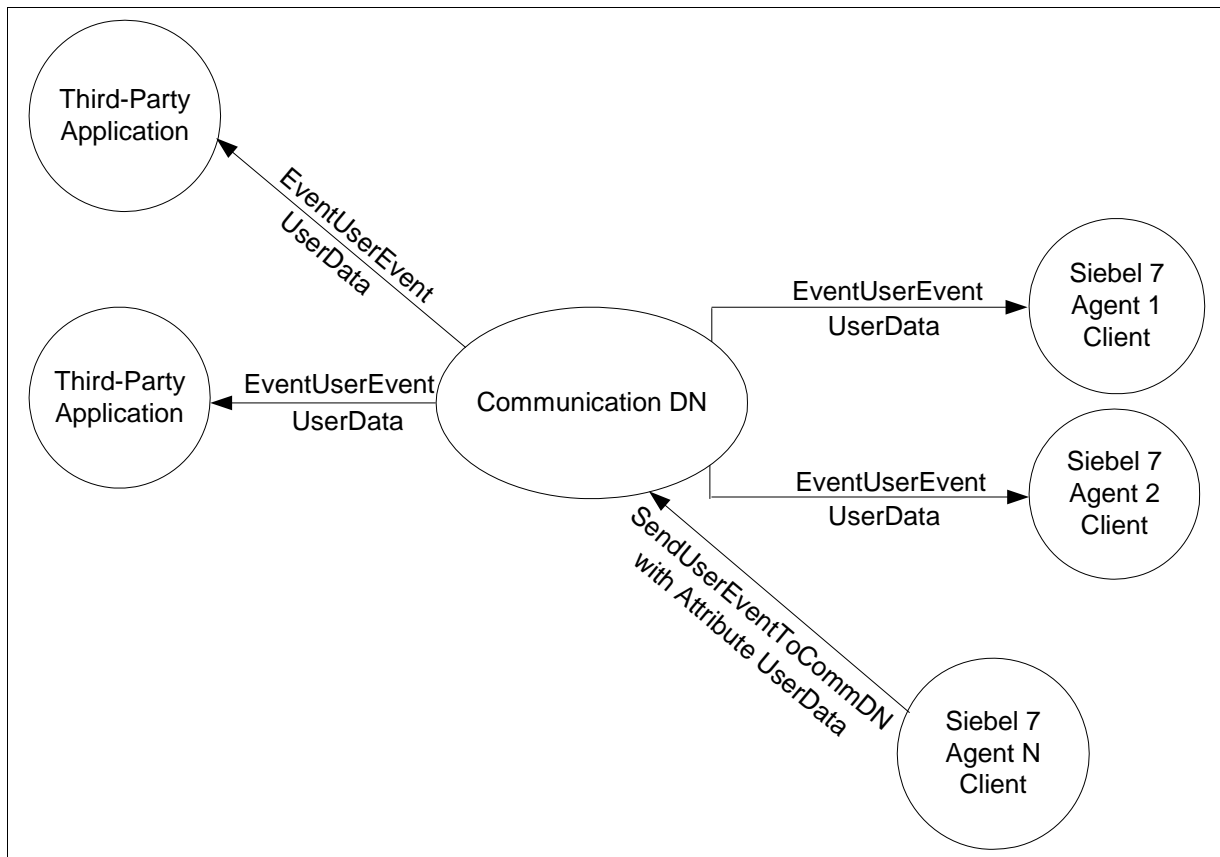 Third-Party
Application
EventUserEvent
UserData
Third-Party
Application
EventUserEvent
UserData
Communication DN
EventUserEvent
UserData
Siebel 7
Agent 1
Client
EventUserEvent
UserData
Siebel 7
Agent 2
Client
SendUserEventToCommDN
with Attribute UserData
Siebel 7
Agent N
Client